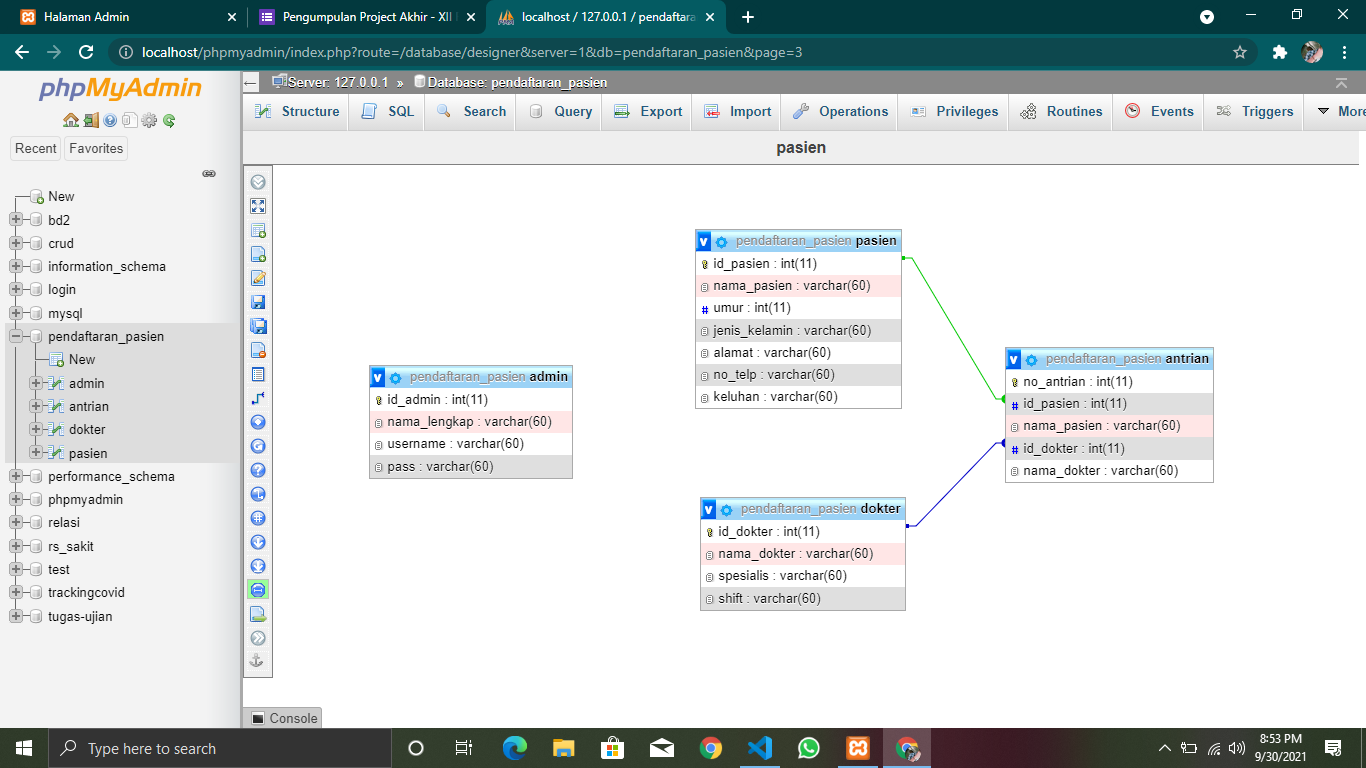 Halaman Admin
Pengumpulan Project Akhir - XII
localhost / 127.0.0.1 / pendaftara
localhost/phpmyadmin/index.php?route=/database/designer&server=1&db=pendaftaran_pasien&page=3
phpMyAdmin
Recent
Favorites
New
bd2
crud
information_schema
login
mysql
pendaftaran_pasien
New
admin
antrian
dokter
pasien
performance_schema
phpmyadmin
relasi
rs_sakit
test
trackingcovid
tugas-ujian
Server: 127.0.0.1 » Database: pendaftaran_pasien
Structure SQL Search Query Export Import Operations Privileges Routines Events Triggers More
pasien
v pendaftaran_pasien admin
id_admin : int(11)
nama_lengkap : varchar(60)
username : varchar(60)
pass : varchar(60)
v pendaftaran_pasien pasien
id_pasien : int(11)
nama_pasien : varchar(60)
# umur : int(11)
jenis_kelamin : varchar(60)
alamat : varchar(60)
no_telp : varchar(60)
keluhan : varchar(60)
v pendaftaran_pasien dokter
id_dokter : int(11)
nama_dokter : varchar(60)
spesialis : varchar(60)
shift : varchar(60)
v pendaftaran_pasien antrian
no_antrian : int(11)
# id_pasien : int(11)
nama_pasien : varchar(60)
# id_dokter : int(11)
nama_dokter : varchar(60)
Console
Type here to search
8:53 PM
9/30/2021